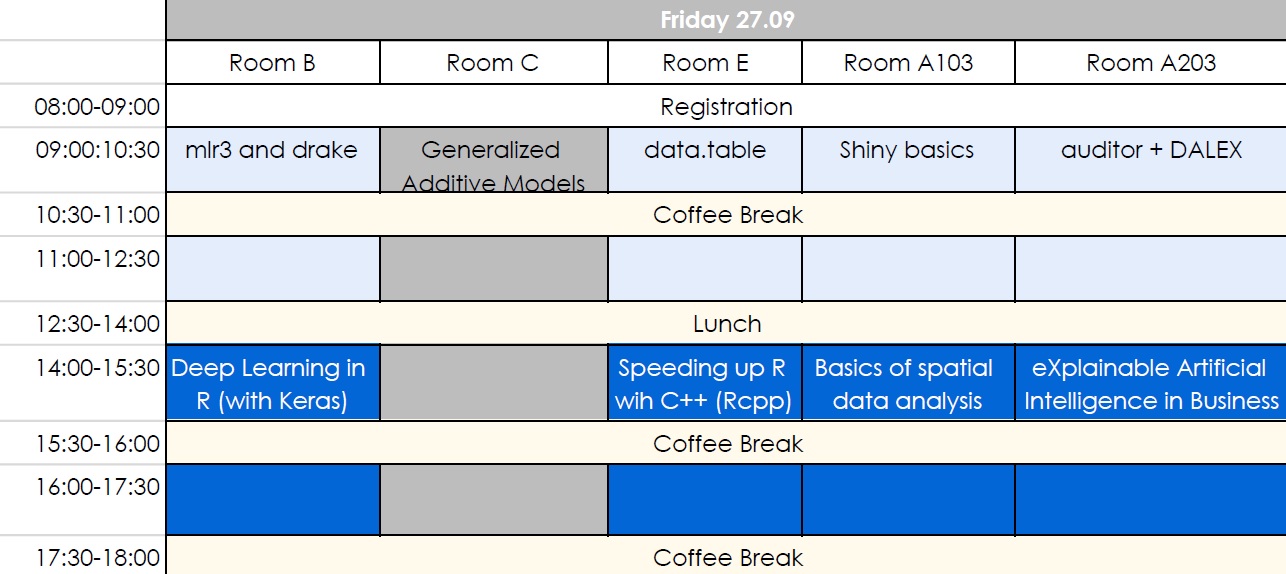 Friday 27.09
Room B Room C Room E Room A103 Room A203
08:00-09:00 Registration
09:00:10:30 mlr3 and drake Generalized data.table Shiny basics auditor + DALEX
Additive Models
10:30-11:00 Coffee Break
11:00-12:30
12:30-14:00 Lunch
14:00-15:30 Deep Learning in Speeding up R Basics of spatial eXplainable Artificial
R (with Keras) wih C++ (Rcpp) data analysis Intelligence in Business
15:30-16:00 Coffee Break
16:00-17:30
17:30-18:00 Coffee Break